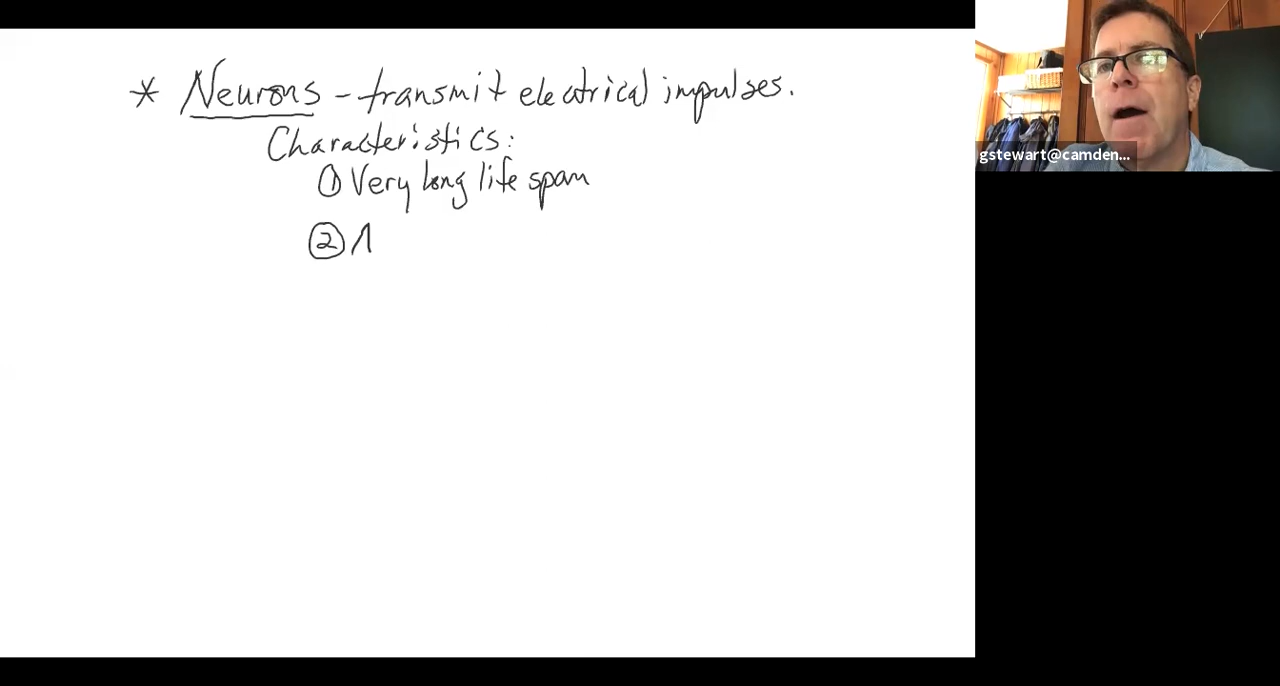 * Neurons - transmit electrical impulses.
Characteristics:
① Very long life span
②
gstewart@camden...